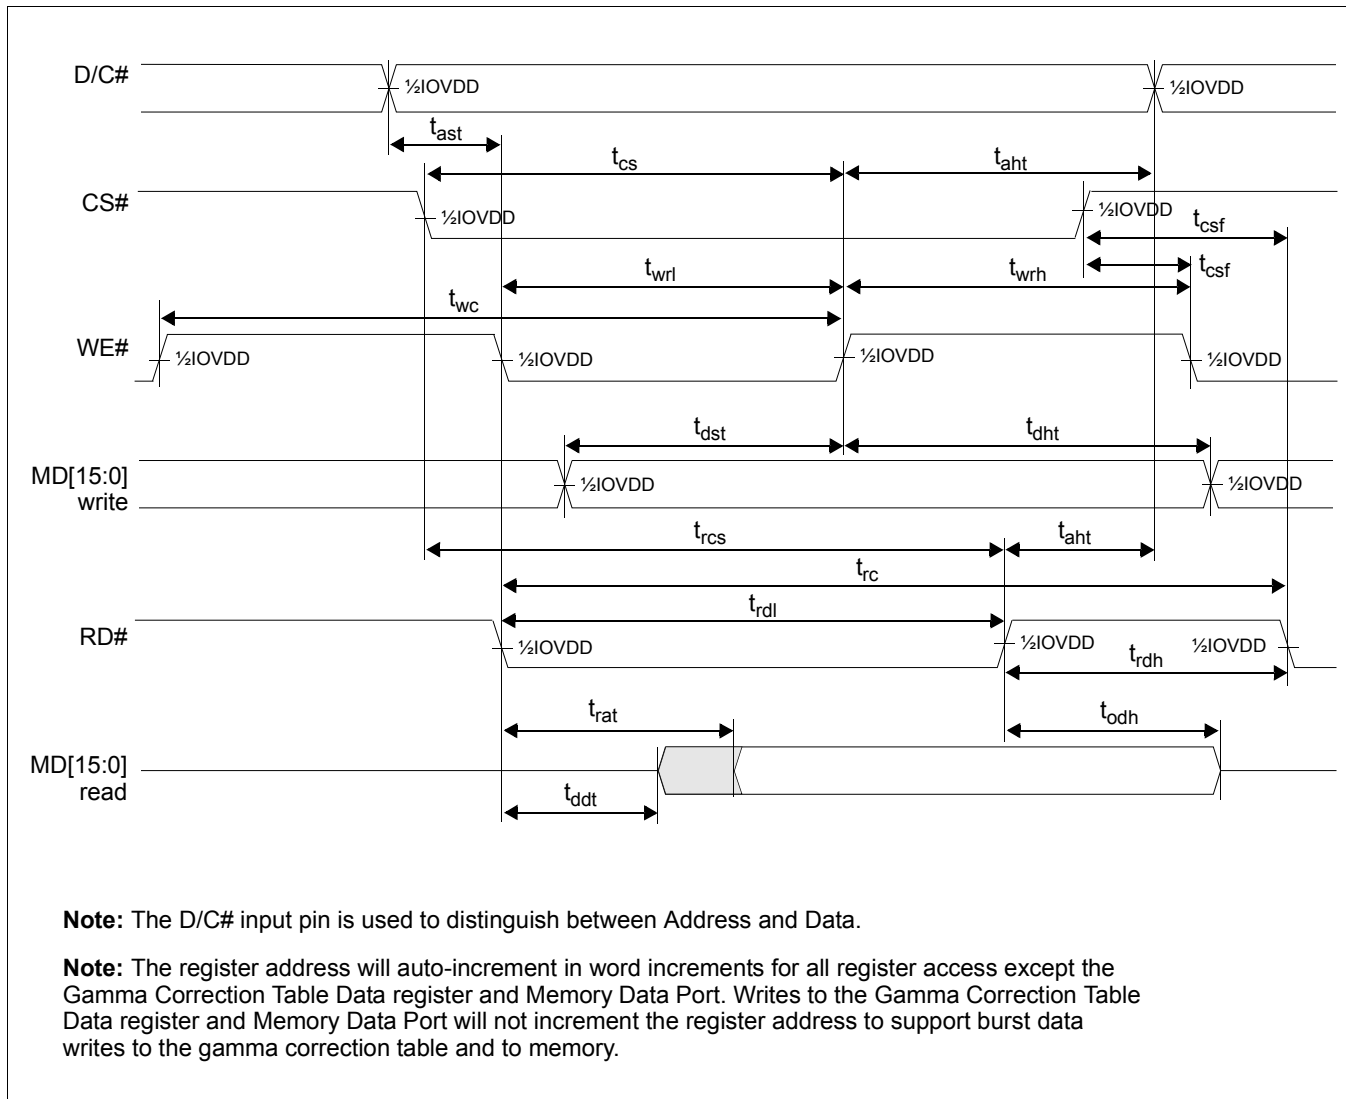 D/C#
½IOVDD
½IOVDD
tast
tcs
taht
CS#
½IOVDD
½IOVDD
tcsf
twrl
twrh
tcsf
twc
WE#
½IOVDD
½IOVDD
½IOVDD
½IOVDD
tdst
tdht
MD[15:0]
write
½IOVDD
½IOVDD
trcs
taht
trc
trdl
RD#
½IOVDD
½IOVDD
½IOVDD
trdh
trat
todh
MD[15:0]
read
tddt
Note: The D/C# input pin is used to distinguish between Address and Data.
Note: The register address will auto-increment in word increments for all register access except the
Gamma Correction Table Data register and Memory Data Port. Writes to the Gamma Correction Table
Data register and Memory Data Port will not increment the register address to support burst data
writes to the gamma correction table and to memory.